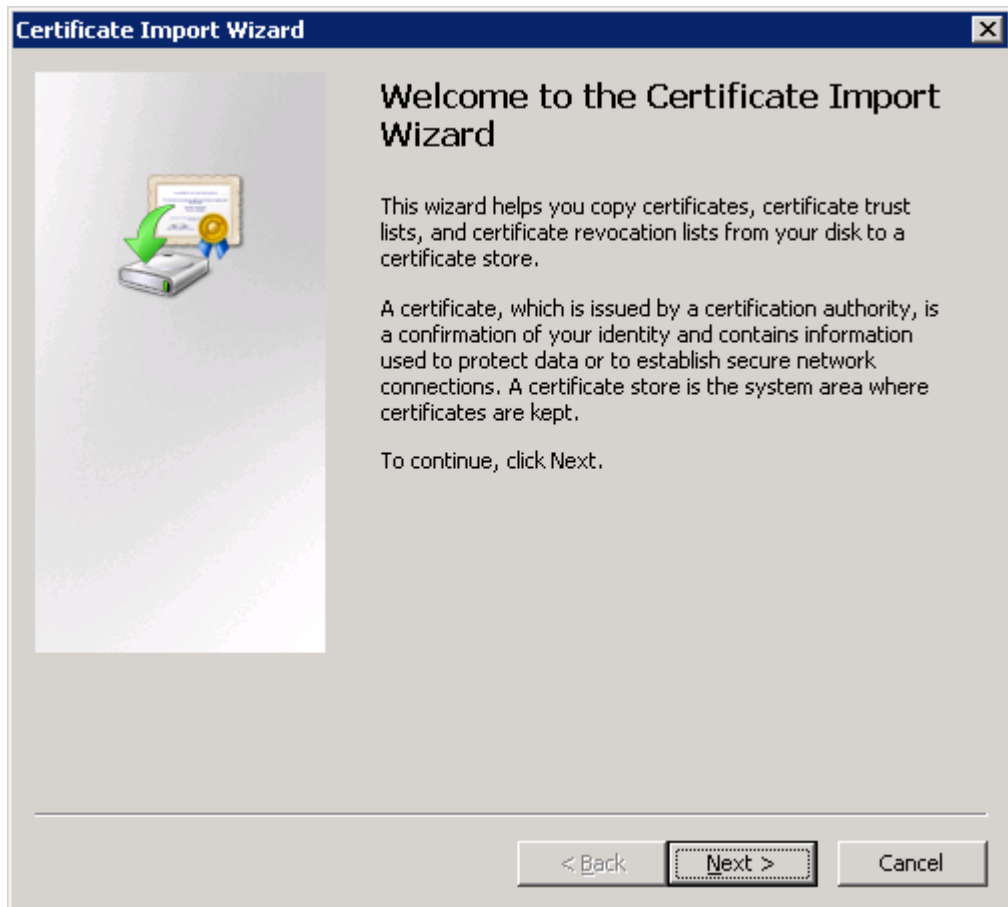 Certificate Import Wizard
Welcome to the Certificate Import
Wizard
This wizard helps you copy certificates, certificate trust
lists, and certificate revocation lists from your disk to a
certificate store.
A certificate, which is issued by a certification authority, is
a confirmation of your identity and contains information
used to protect data or to establish secure network
connections. A certificate store is the system area where
certificates are kept.
To continue, click Next.
< Back
Next >
Cancel